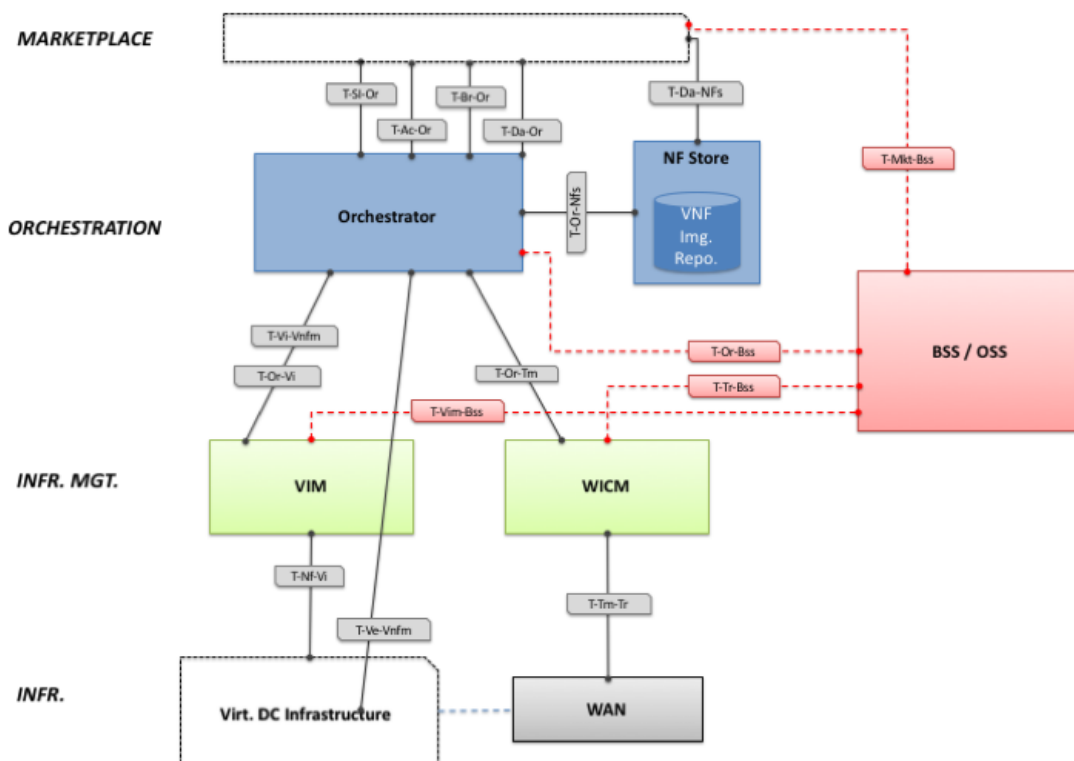 MARKETPLACE
T-Sl-Or
T-Br-Or
T-Da-NFs
T-Ac-Or
T-Da-Or
NF Store
T-Mkt-Bss
ORCHESTRATION
Orchestrator
T-Or-Nfs
VNF
Img.
Repo.
T-Vi-Vnfm
T-Or-Vi
T-Or-Tm
T-Or-Bss
BSS / OSS
T-Tr-Bss
T-Vim-Bss
INFR. MGT.
VIM
WICM
T-Nf-Vi
T-Tm-Tr
T-Ve-Vnfm
INFR.
Virt. DC Infrastructure
WAN